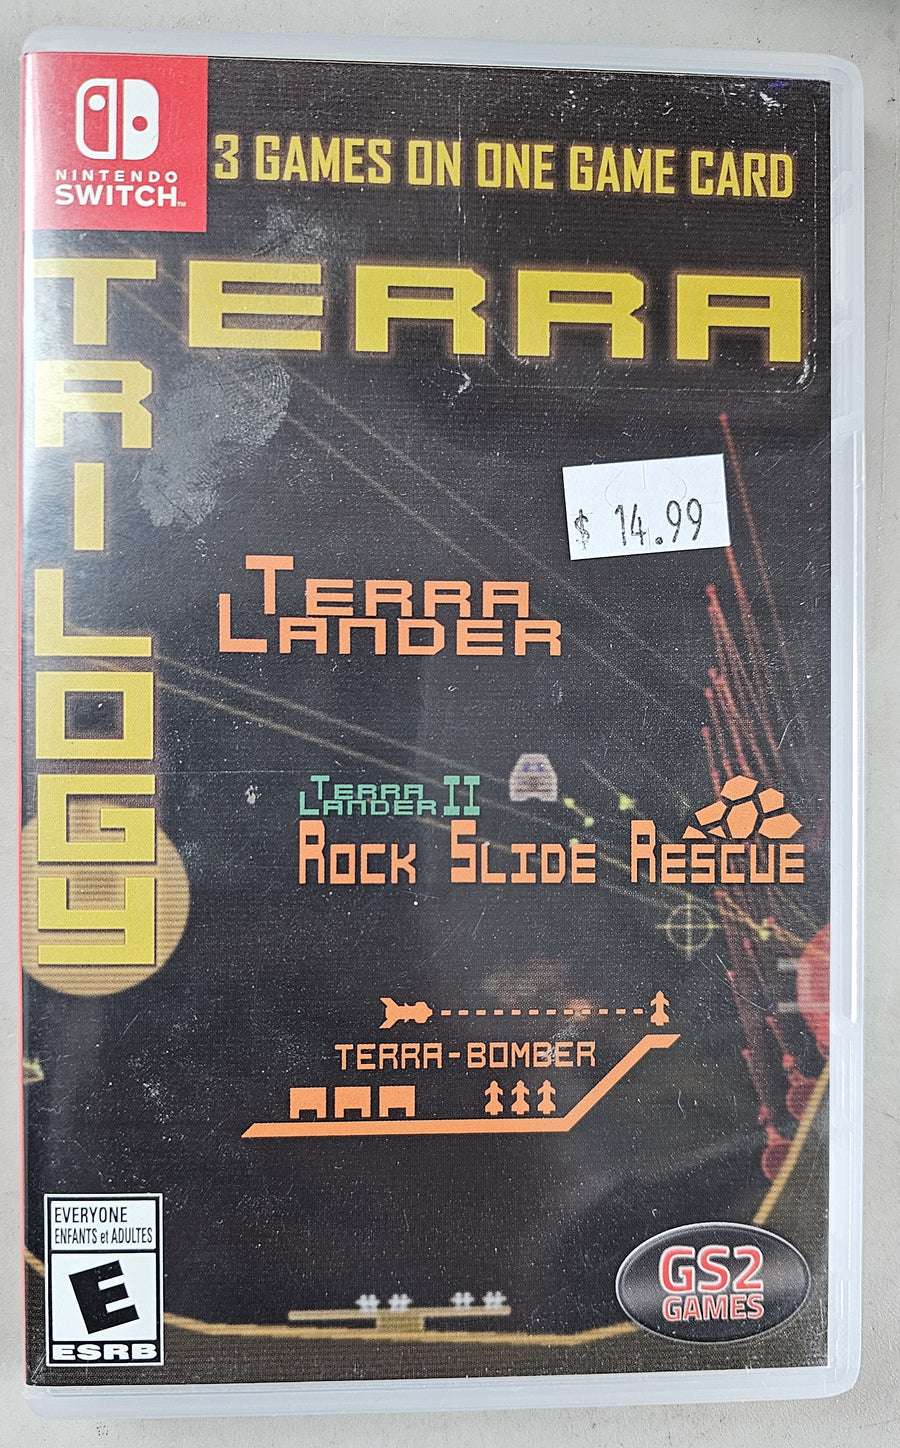 NINTENDO
SWITCH™
3 GAMES ON ONE GAME CARD
TERRA
TRILOGY
$ 14.99
TERRA
LANDER
TERRA
LANDER II
ROCK SLIDE RESCUE
TERRA-BOMBER
EVERYONE
ENFANTS et ADULTES
E
ESRB
GS2
GAMES